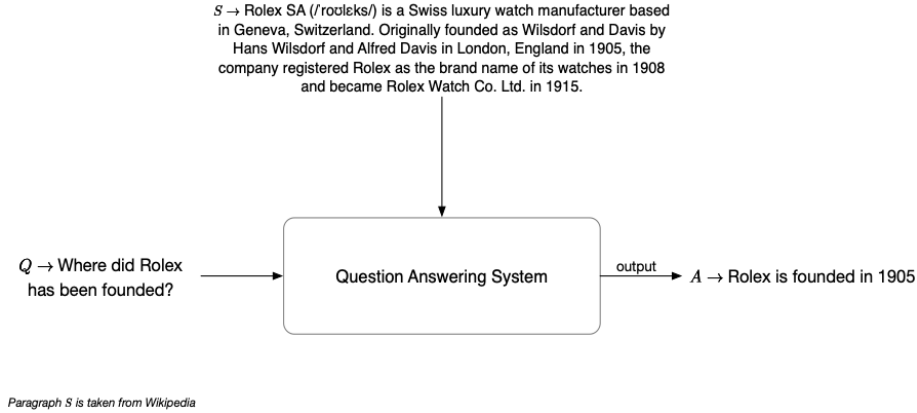 S → Rolex SA (/ˈroʊlɛks/) is a Swiss luxury watch manufacturer based
in Geneva, Switzerland. Originally founded as Wilsdorf and Davis by
Hans Wilsdorf and Alfred Davis in London, England in 1905, the
company registered Rolex as the brand name of its watches in 1908
and became Rolex Watch Co. Ltd. in 1915.
Q → Where did Rolex
has been founded?
Question Answering System
output
A → Rolex is founded in 1905
Paragraph S is taken from Wikipedia